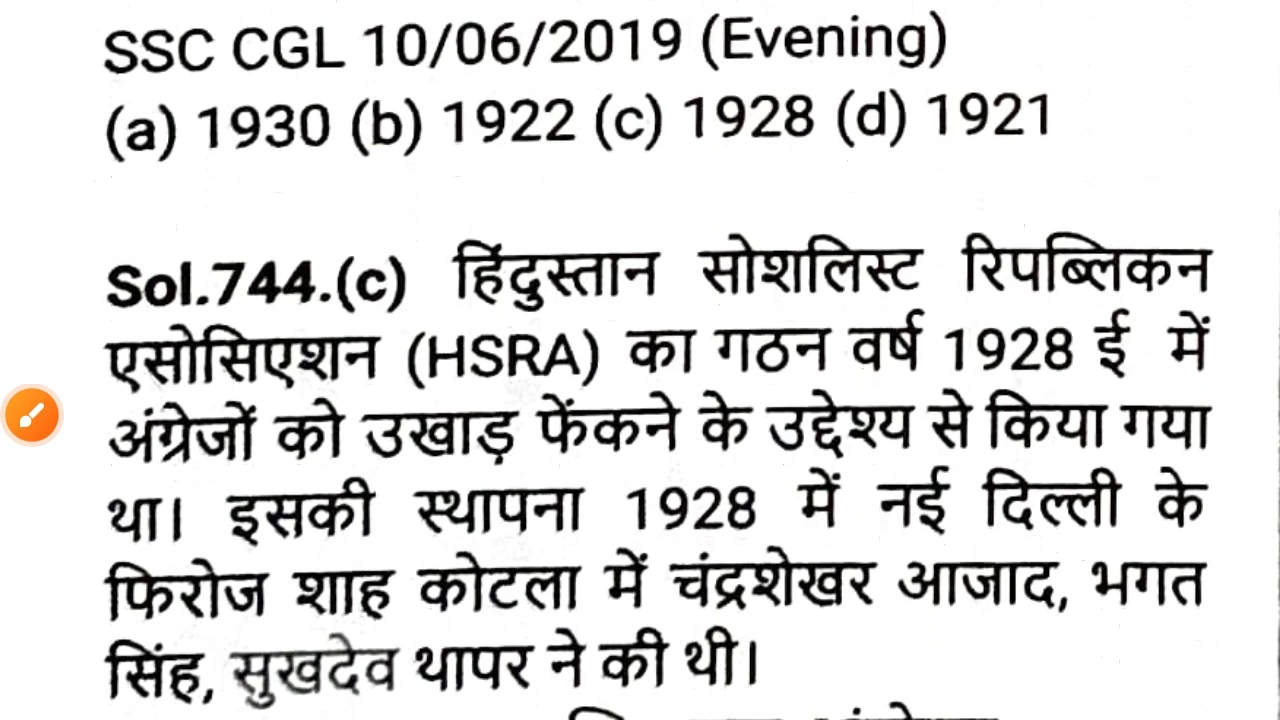 SSC CGL 10/06/2019 (Evening)
(a) 1930 (b) 1922 (c) 1928 (d) 1921
Sol.744.(c) हिंदुस्तान सोशलिस्ट रिपब्लिकन
एसोसिएशन (HSRA) का गठन वर्ष 1928 ई में
अंग्रेजों को उखाड़ फेंकने के उद्देश्य से किया गया
था। इसकी स्थापना 1928 में नई दिल्ली के
फिरोज शाह कोटला में चंद्रशेखर आजाद, भगत
सिंह, सुखदेव थापर ने की थी।